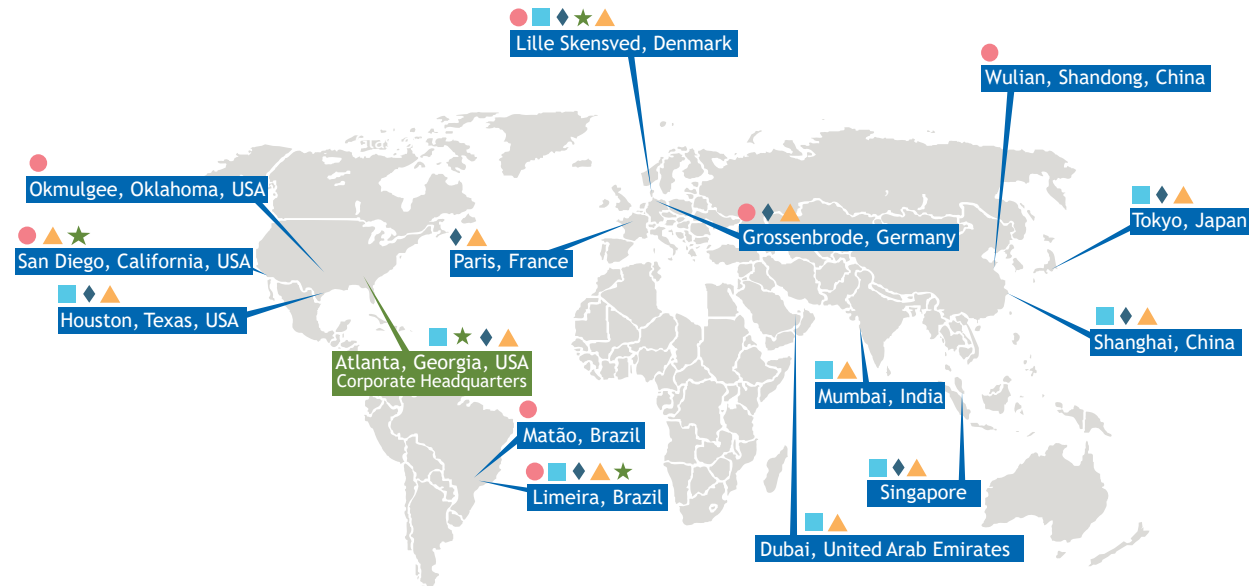 Lille Skensved, Denmark
Wulian, Shandong, China
Okmulgee, Oklahoma, USA
Tokyo, Japan
San Diego, California, USA
Paris, France
Grossenbrode, Germany
Houston, Texas, USA
Shanghai, China
Atlanta, Georgia, USA
Corporate Headquarters
Mumbai, India
Matão, Brazil
Limeira, Brazil
Singapore
Dubai, United Arab Emirates